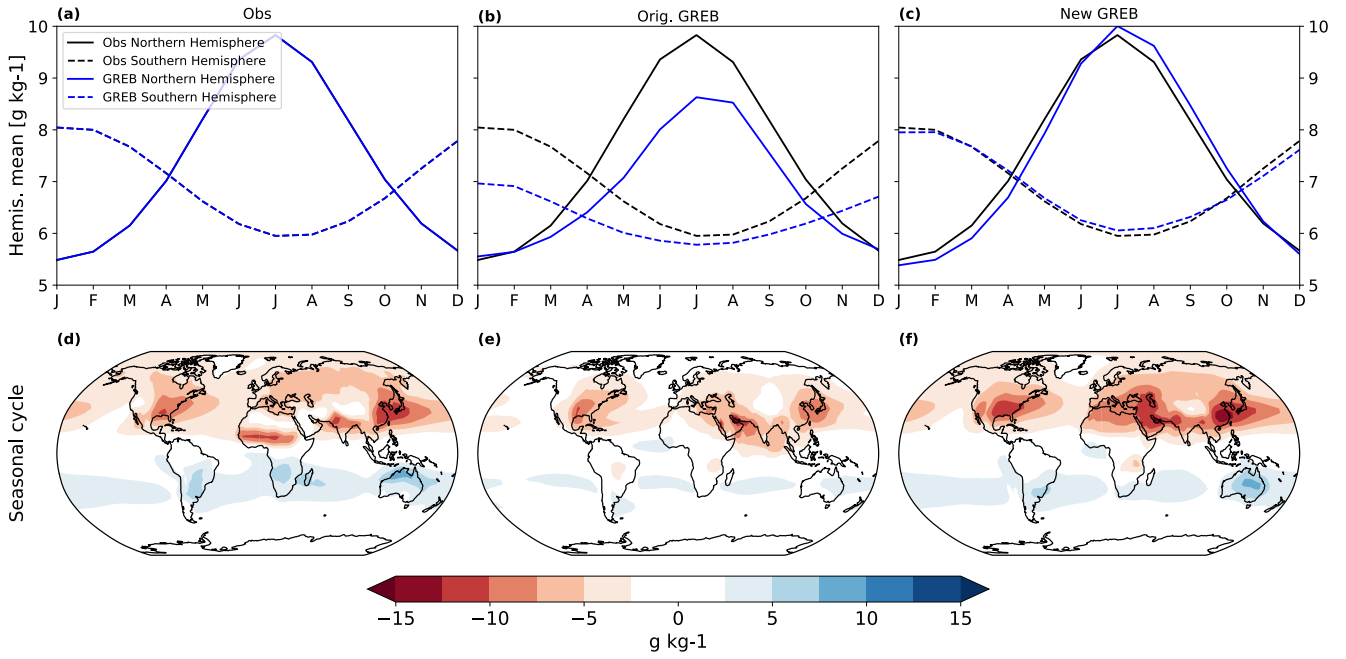 (a) Obs
(b) Orig. GREB
(c) New GREB
Hemis. mean [g kg-1]
Obs Northern Hemisphere
Obs Southern Hemisphere
GREB Northern Hemisphere
GREB Southern Hemisphere
10
9
8
7
6
5
10
9
8
7
6
5
J F M A M J J A S O N D
J F M A M J J A S O N D
J F M A M J J A S O N D
(d)
(e)
(f)
Seasonal cycle
−15 −10 −5 0 5 10 15
g kg-1